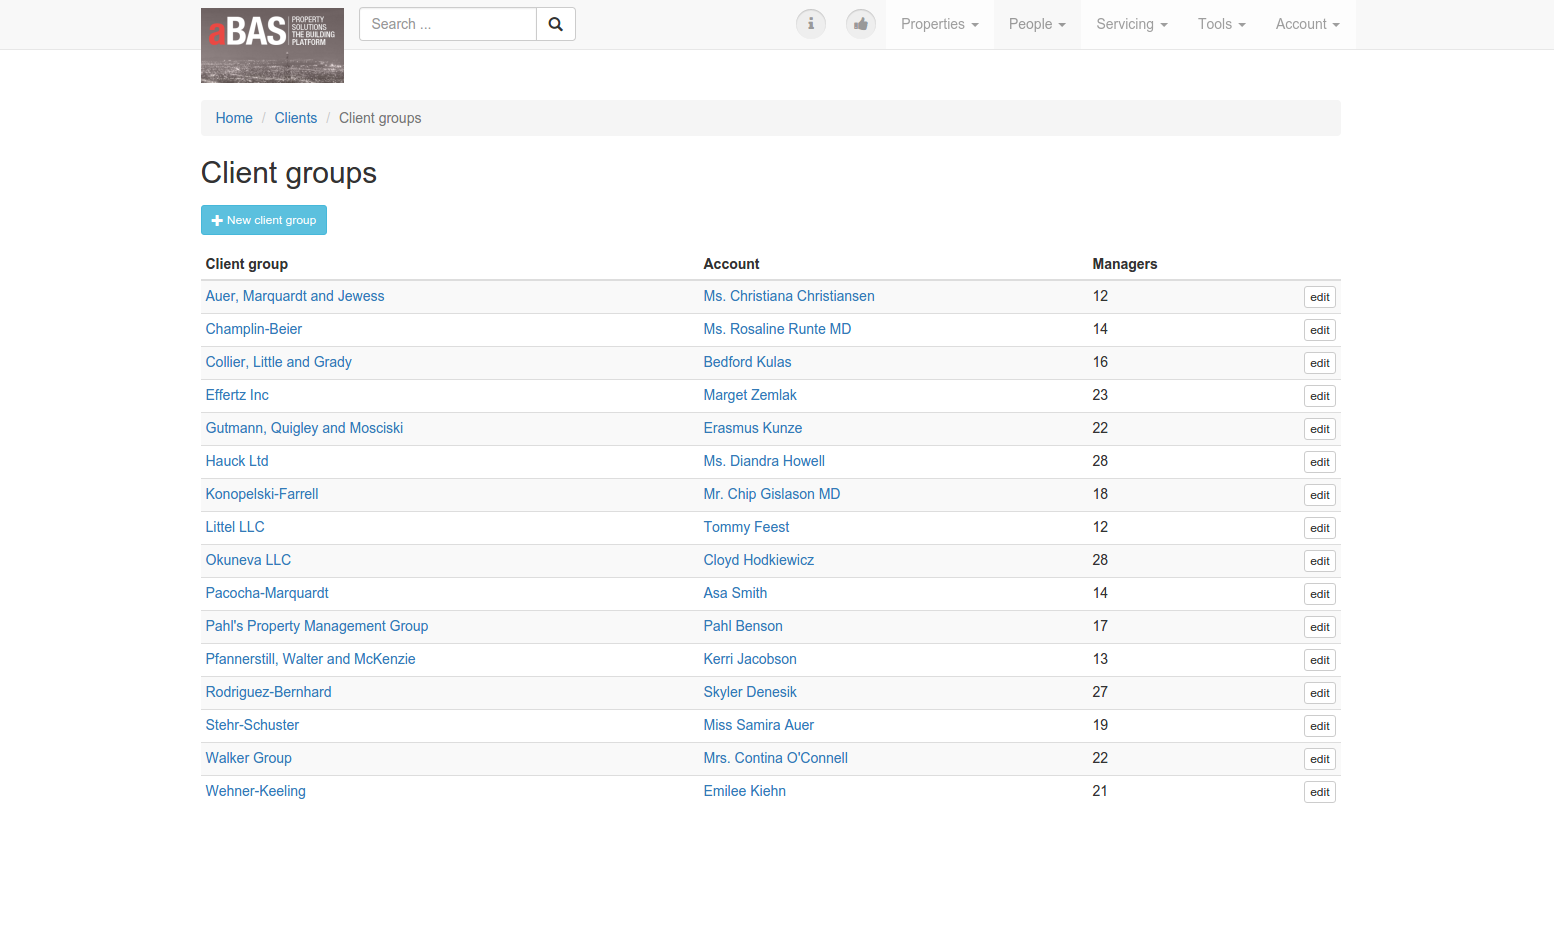 aBAS PROPERTY SOLUTIONS THE BUILDING PLATFORM
Search ...
Properties People Servicing Tools Account
Home / Clients / Client groups
Client groups
New client group
Client group Account Managers
Auer, Marquardt and Jewess Ms. Christiana Christiansen 12 edit
Champlin-Beier Ms. Rosaline Runte MD 14 edit
Collier, Little and Grady Bedford Kulas 16 edit
Effertz Inc Marget Zemlak 23 edit
Gutmann, Quigley and Mosciski Erasmus Kunze 22 edit
Hauck Ltd Ms. Diandra Howell 28 edit
Konopelski-Farrell Mr. Chip Gislason MD 18 edit
Littel LLC Tommy Feest 12 edit
Okuneva LLC Cloyd Hodkiewicz 28 edit
Pacocha-Marquardt Asa Smith 14 edit
Pahl's Property Management Group Pahl Benson 17 edit
Pfannerstill, Walter and McKenzie Kerri Jacobson 13 edit
Rodriguez-Bernhard Skyler Denesik 27 edit
Stehr-Schuster Miss Samira Auer 19 edit
Walker Group Mrs. Contina O'Connell 22 edit
Wehner-Keeling Emilee Kiehn 21 edit